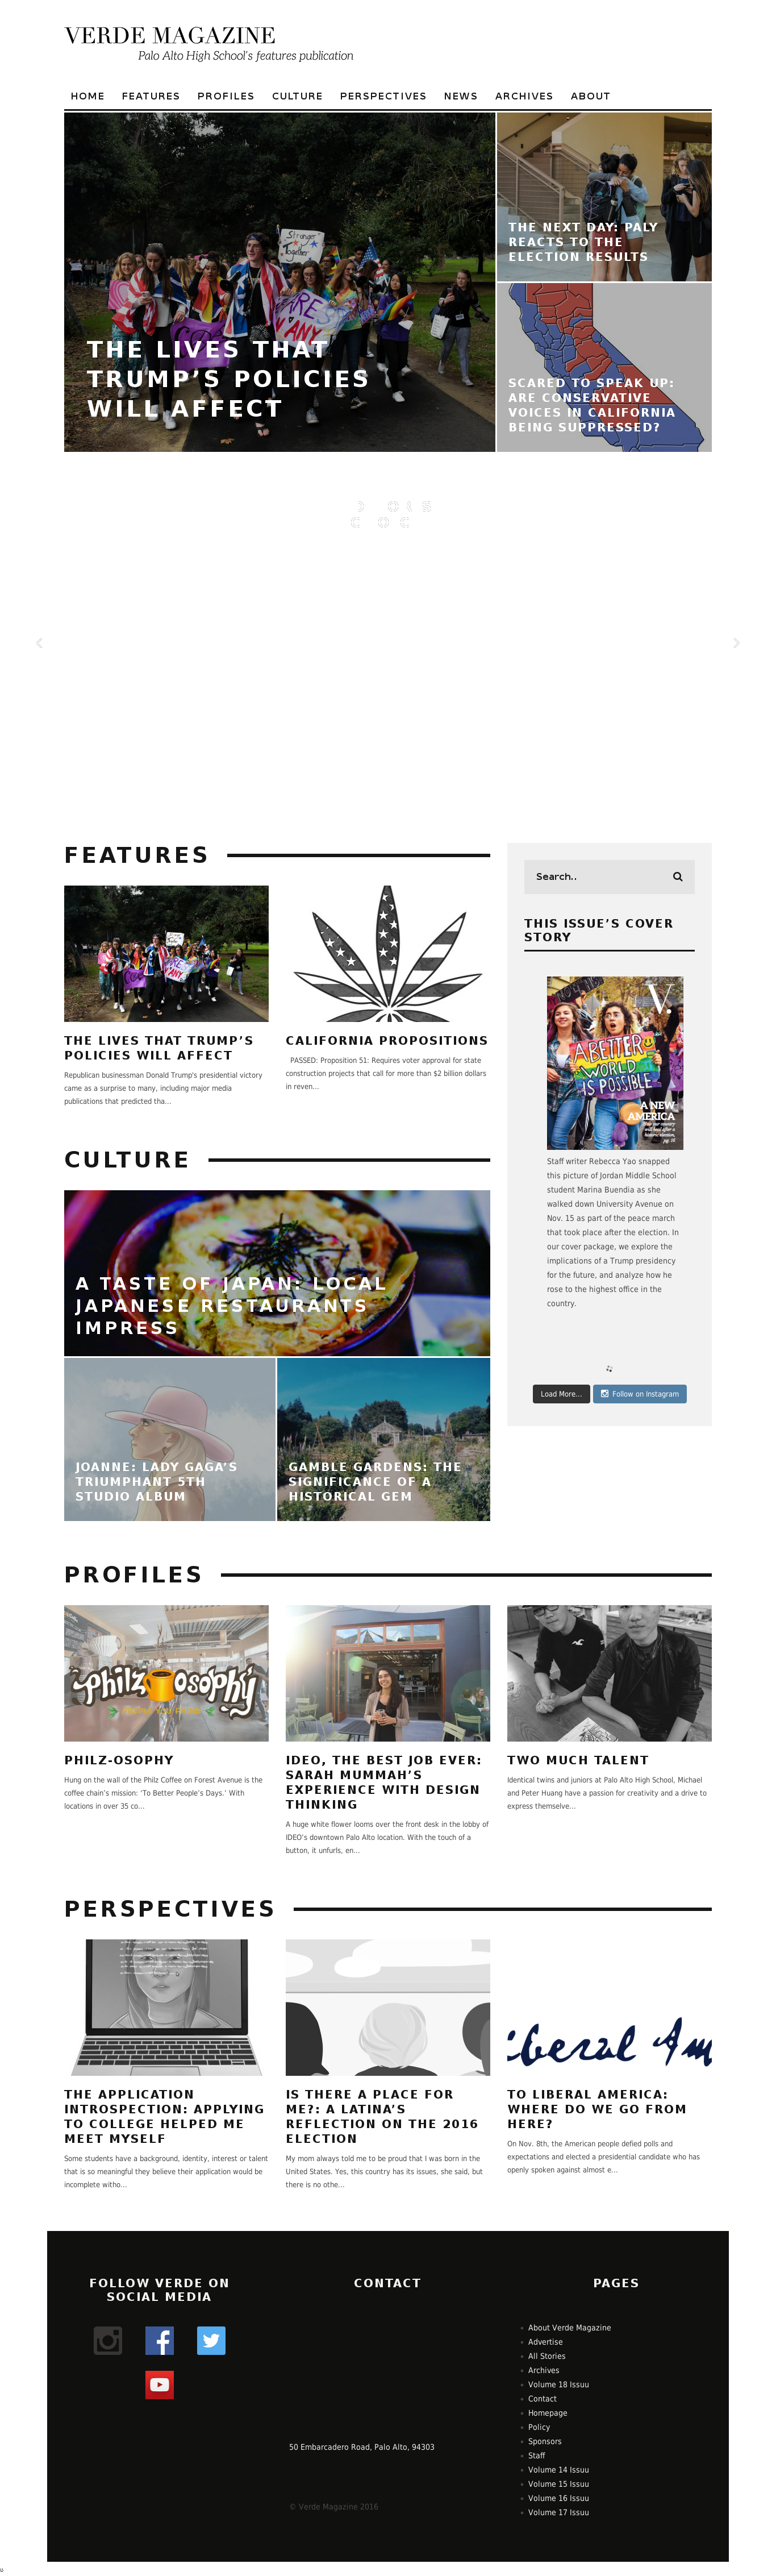 VERDE MAGAZINE
Palo Alto High School's features publication
HOME FEATURES PROFILES CULTURE PERSPECTIVES NEWS ARCHIVES ABOUT
Stronger
Together
THE LIVES THAT
TRUMP’S POLICIES
WILL AFFECT
THE NEXT DAY: PALY
REACTS TO THE
ELECTION RESULTS
SCARED TO SPEAK UP:
ARE CONSERVATIVE
VOICES IN CALIFORNIA
BEING SUPPRESSED?
FEATURES
THE LIVES THAT TRUMP’S
POLICIES WILL AFFECT
Republican businessman Donald Trump's presidential victory
came as a surprise to many, including major media
publications that predicted tha...
CALIFORNIA PROPOSITIONS
PASSED: Proposition 51: Requires voter approval for state
construction projects that call for more than $2 billion dollars
in reven...
Search..
THIS ISSUE’S COVER
STORY
V.
A BETTER
WORLD
IS POSSIBLE
A NEW
AMERICA
Staff writer Rebecca Yao snapped
this picture of Jordan Middle School
student Marina Buendia as she
walked down University Avenue on
Nov. 15 as part of the peace march
that took place after the election. In
our cover package, we explore the
implications of a Trump presidency
for the future, and analyze how he
rose to the highest office in the
country.
Load More...
Follow on Instagram
CULTURE
A TASTE OF JAPAN: LOCAL
JAPANESE RESTAURANTS
IMPRESS
JOANNE: LADY GAGA’S
TRIUMPHANT 5TH
STUDIO ALBUM
GAMBLE GARDENS: THE
SIGNIFICANCE OF A
HISTORICAL GEM
PROFILES
philz osophy
PHILZ-OSOPHY
Hung on the wall of the Philz Coffee on Forest Avenue is the
coffee chain’s mission: ‘To Better People’s Days.’ With
locations in over 35 co...
IDEO, THE BEST JOB EVER:
SARAH MUMMAH’S
EXPERIENCE WITH DESIGN
THINKING
A huge white flower looms over the front desk in the lobby of
IDEO’s downtown Palo Alto location. With the touch of a
button, it unfurls, en...
TWO MUCH TALENT
Identical twins and juniors at Palo Alto High School, Michael
and Peter Huang have a passion for creativity and a drive to
express themselve...
PERSPECTIVES
THE APPLICATION
INTROSPECTION: APPLYING
TO COLLEGE HELPED ME
MEET MYSELF
Some students have a background, identity, interest or talent
that is so meaningful they believe their application would be
incomplete witho...
IS THERE A PLACE FOR
ME?: A LATINA’S
REFLECTION ON THE 2016
ELECTION
My mom always told me to be proud that I was born in the
United States. Yes, this country has its issues, she said, but
there is no othe...
iberal Am
TO LIBERAL AMERICA:
WHERE DO WE GO FROM
HERE?
On Nov. 8th, the American people defied polls and
expectations and elected a presidential candidate who has
openly spoken against almost e...
FOLLOW VERDE ON
SOCIAL MEDIA
CONTACT
50 Embarcadero Road, Palo Alto, 94303
© Verde Magazine 2016
PAGES
About Verde Magazine
Advertise
All Stories
Archives
Volume 18 Issuu
Contact
Homepage
Policy
Sponsors
Staff
Volume 14 Issuu
Volume 15 Issuu
Volume 16 Issuu
Volume 17 Issuu